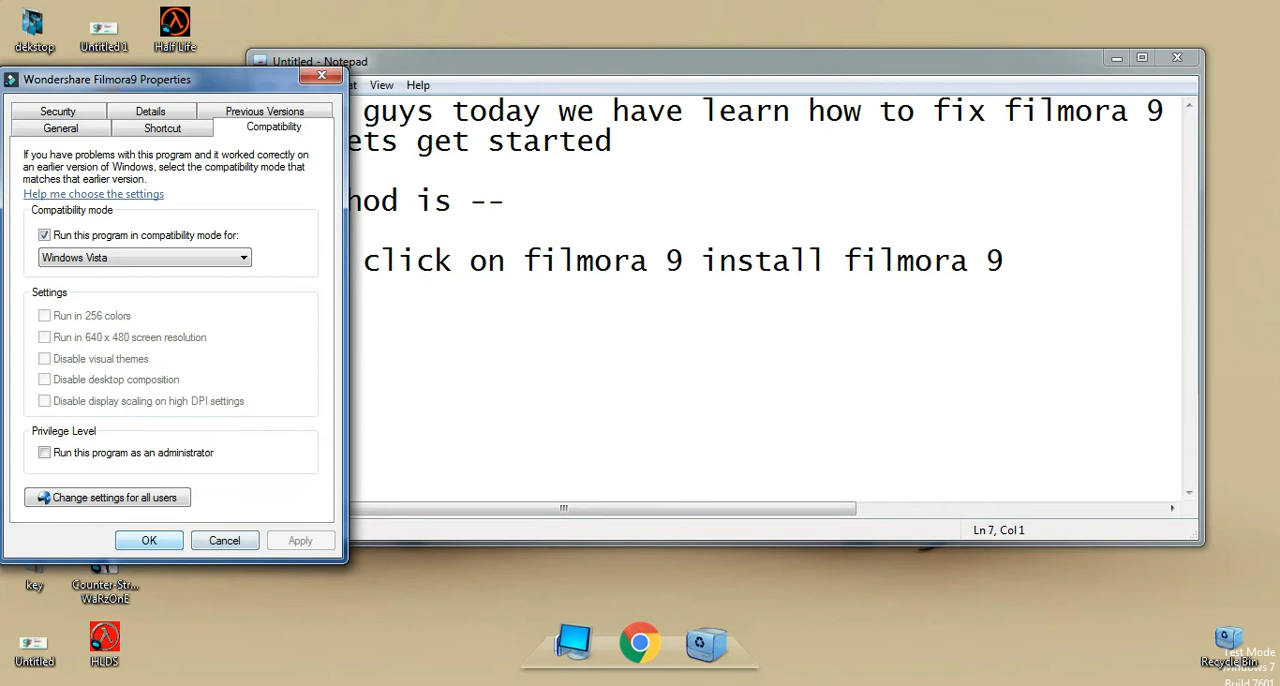 dekstop
Untitled 1
Half Life
Untitled - Notepad
View Help
guys today we have learn how to fix filmora 9
ets get started
hod is --
click on filmora 9 install filmora 9
Ln 7, Col 1
Wondershare Filmora9 Properties
Security Details Previous Versions
General Shortcut Compatibility
If you have problems with this program and it worked correctly on
an earlier version of Windows, select the compatibility mode that
matches that earlier version.
Help me choose the settings
Compatibility mode
Run this program in compatibility mode for:
Windows Vista
Settings
Run in 256 colors
Run in 640 x 480 screen resolution
Disable visual themes
Disable desktop composition
Disable display scaling on high DPI settings
Privilege Level
Run this program as an administrator
Change settings for all users
OK Cancel Apply
key
Counter-Str...
WaRzOnE
Untitled
HLDS
Recycle Bin
Test Mode
Windows 7
Build 7601